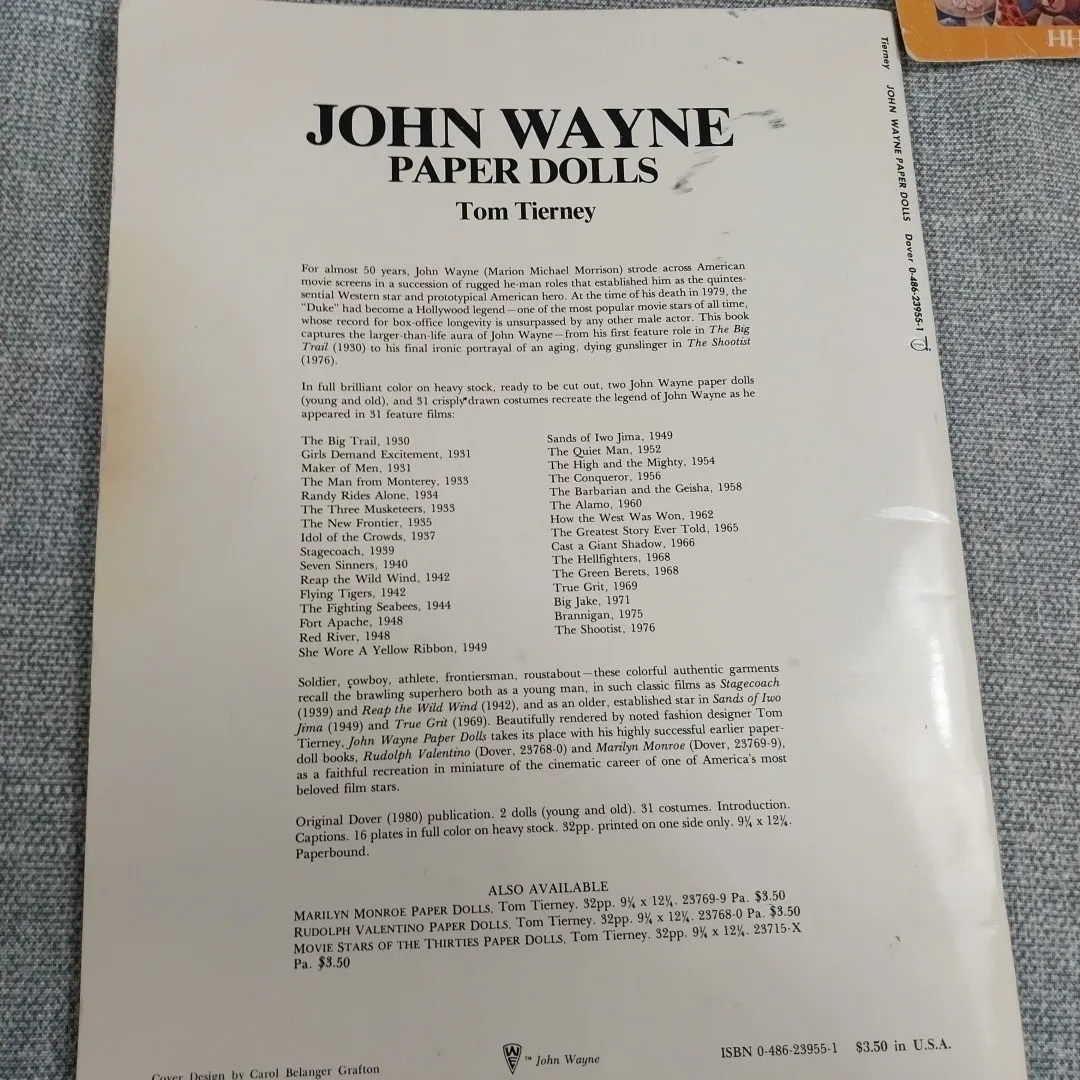 JOHN WAYNE
PAPER DOLLS
Tom Tierney
For almost 50 years, John Wayne (Marion Michael Morrison) strode across American
movie screens in a succession of rugged he-man roles that established him as the quintes-
sential Western star and prototypical American hero. At the time of his death in 1979, the
"Duke" had become a Hollywood legend—one of the most popular movie stars of all time,
whose record for box-office longevity is unsurpassed by any other male actor. This book
captures the larger-than-life aura of John Wayne—from his first feature role in The Big
Trail (1930) to his final ironic portrayal of an aging, dying gunslinger in The Shootist
(1976).
In full brilliant color on heavy stock, ready to be cut out, two John Wayne paper dolls
(young and old), and 31 crisply drawn costumes recreate the legend of John Wayne as he
appeared in 31 feature films:
The Big Trail, 1930
Girls Demand Excitement, 1931
Maker of Men, 1931
The Man from Monterey, 1933
Randy Rides Alone, 1934
The Three Musketeers, 1933
The New Frontier, 1935
Idol of the Crowds, 1937
Stagecoach, 1939
Seven Sinners, 1940
Reap the Wild Wind, 1942
Flying Tigers, 1942
The Fighting Seabees, 1944
Fort Apache, 1948
Red River, 1948
She Wore A Yellow Ribbon, 1949
Sands of Iwo Jima, 1949
The Quiet Man, 1952
The High and the Mighty, 1954
The Conqueror, 1956
The Barbarian and the Geisha, 1958
The Alamo, 1960
How the West Was Won, 1962
The Greatest Story Ever Told, 1965
Cast a Giant Shadow, 1966
The Hellfighters, 1968
The Green Berets, 1968
True Grit, 1969
Big Jake, 1971
Brannigan, 1975
The Shootist, 1976
Soldier, cowboy, athlete, frontiersman, roustabout—these colorful authentic garments
recall the brawling superhero both as a young man, in such classic films as Stagecoach
(1939) and Reap the Wild Wind (1942), and as an older, established star in Sands of Iwo
Jima (1949) and True Grit (1969). Beautifully rendered by noted fashion designer Tom
Tierney, John Wayne Paper Dolls takes its place with his highly successful earlier paper-
doll books, Rudolph Valentino (Dover, 23768-0) and Marilyn Monroe (Dover, 23769-9),
as a faithful recreation in miniature of the cinematic career of one of America's most
beloved film stars.
Original Dover (1980) publication. 2 dolls (young and old). 31 costumes. Introduction.
Captions. 16 plates in full color on heavy stock. 32pp. printed on one side only. 9¼ x 12¼.
Paperbound.
ALSO AVAILABLE
MARILYN MONROE PAPER DOLLS, Tom Tierney. 32pp. 9¼ x 12¼. 23769-9 Pa. $3.50
RUDOLPH VALENTINO PAPER DOLLS, Tom Tierney. 32pp. 9¼ x 12¼. 23768-0 Pa. $3.50
MOVIE STARS OF THE THIRTIES PAPER DOLLS, Tom Tierney. 32pp. 9¼ x 12¼. 23715-X
Pa. $3.50
Cover Design by Carol Belanger Grafton
™ John Wayne
ISBN 0-486-23955-1 $3.50 in U.S.A.
Tierney JOHN WAYNE PAPER DOLLS Dover 0-486-23955-1
HH